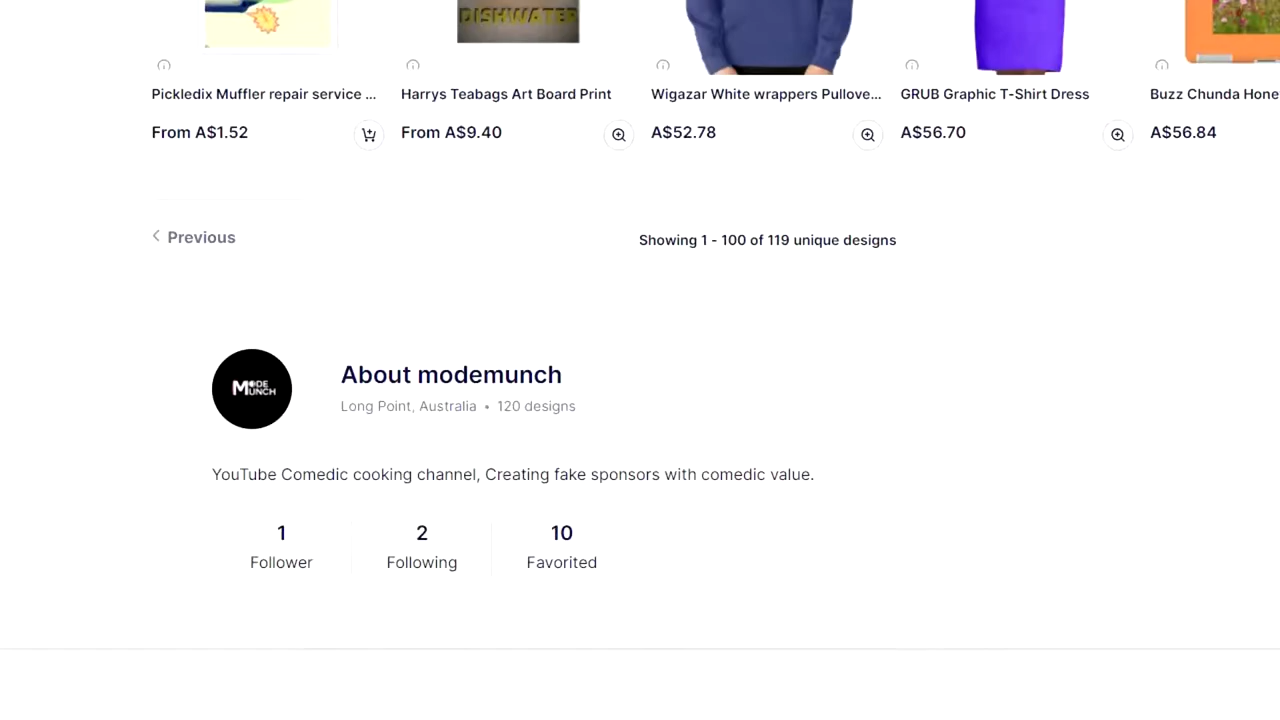 DISHWATER
Pickledix Muffler repair service ...
Harrys Teabags Art Board Print
Wigazar White wrappers Pullove...
GRUB Graphic T-Shirt Dress
Buzz Chunda Hone
From A$1.52
From A$9.40
A$52.78
A$56.70
A$56.84
Previous
Showing 1 - 100 of 119 unique designs
MODE
MUNCH
About modemunch
Long Point, Australia • 120 designs
YouTube Comedic cooking channel, Creating fake sponsors with comedic value.
1
2
10
Follower
Following
Favorited